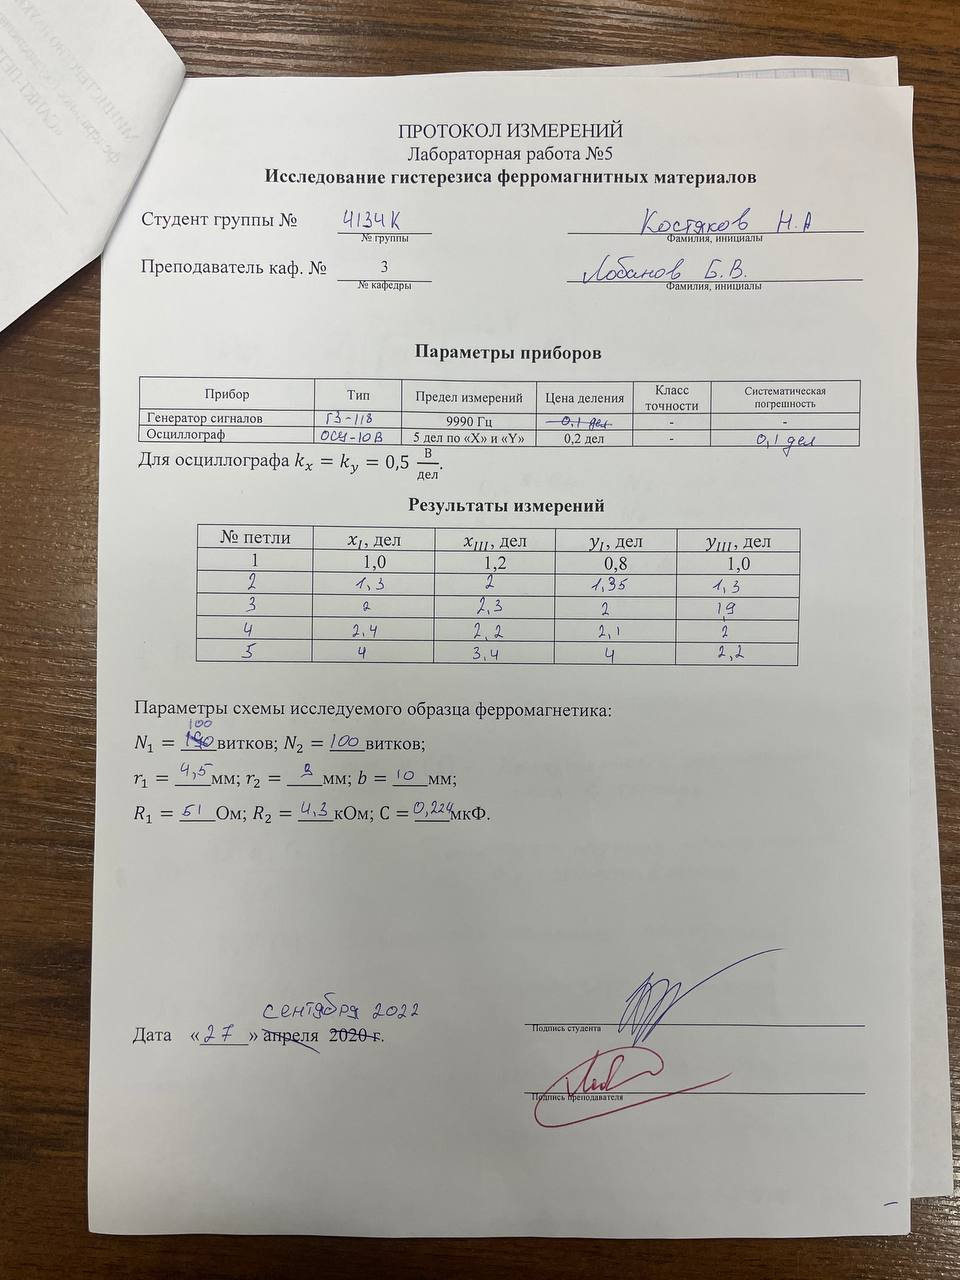 ПРОТОКОЛ ИЗМЕРЕНИЙ
Лабораторная работа №5
Исследование гистерезиса ферромагнитных материалов
Студент группы № 4134К Костяков Н.А
№ группы Фамилия, инициалы
Преподаватель каф. № 3 Лобанов Б.В.
№ кафедры Фамилия, инициалы
Параметры приборов
Прибор Тип Предел измерений Цена деления Класс точности Систематическая погрешность
Генератор сигналов Г3-118 9990 Гц 0,1 дел - -
Осциллограф ОСУ-10В 5 дел по «X» и «Y» 0,2 дел - 0,1 дел
Для осциллографа kx = ky = 0,5 В/дел.
Результаты измерений
№ петли xI, дел xIII, дел yI, дел yIII, дел
1 1,0 1,2 0,8 1,0
2 1,3 2 1,35 1,3
3 2 2,3 2 1,9
4 2,4 2,2 2,1 2
5 4 3,4 4 2,2
Параметры схемы исследуемого образца ферромагнетика:
100
N1 = витков; N2 = 100 витков;
r1 = 4,5 мм; r2 = мм; b = 10 мм;
R1 = 51 Ом; R2 = 4,3 кОм; C = 0,224 мкФ.
сентября 2022
Дата «27» апреля 2020 г.
Подпись студента
Подпись преподавателя